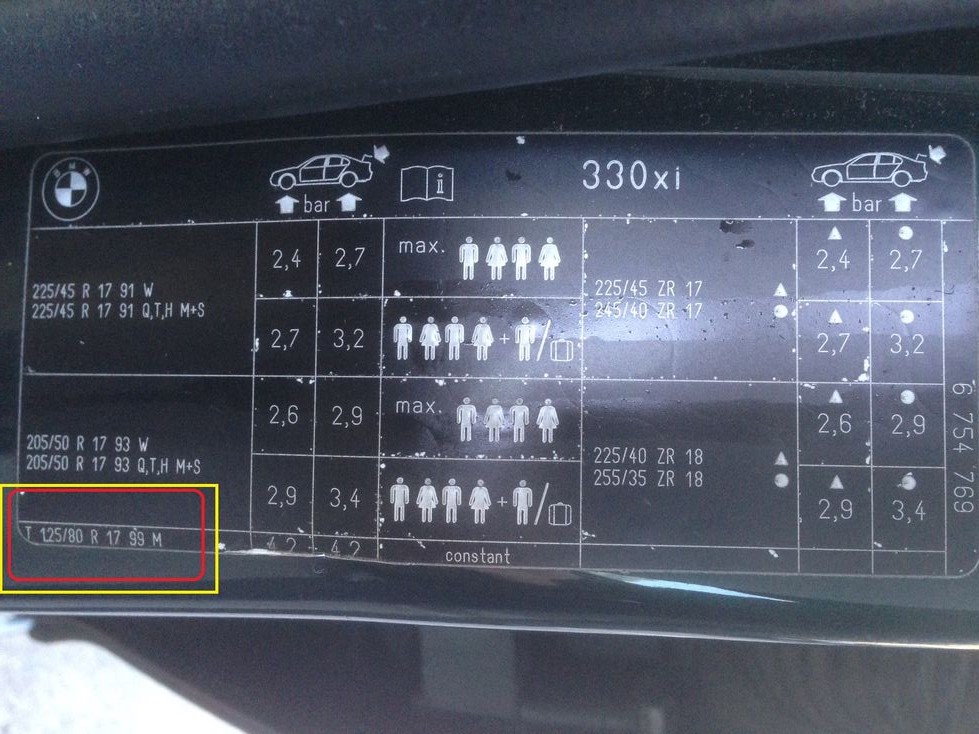 BMW
bar
330xi
bar
225/45 R 17 91 W
225/45 R 17 91 Q,T,H M+S
2,4 2,7
max.
225/45 ZR 17
245/40 ZR 17
2,4 2,7
2,7 3,2
+ /
2,7 3,2
205/50 R 17 93 W
205/50 R 17 93 Q,T,H M+S
2,6 2,9
max.
225/40 ZR 18
255/35 ZR 18
2,6 2,9
2,9 3,4
+ /
2,9 3,4
T 125/80 R 17 99 M
4,2 4,2
constant
6 754 769